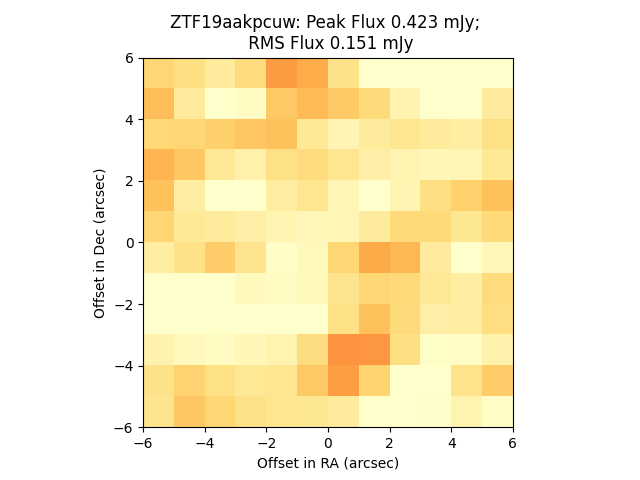 ZTF19aakpcuw: Peak Flux 0.423 mJy;
RMS Flux 0.151 mJy
6
4
2
0
−2
−4
−6
Offset in Dec (arcsec)
−6 −4 −2 0 2 4 6
Offset in RA (arcsec)